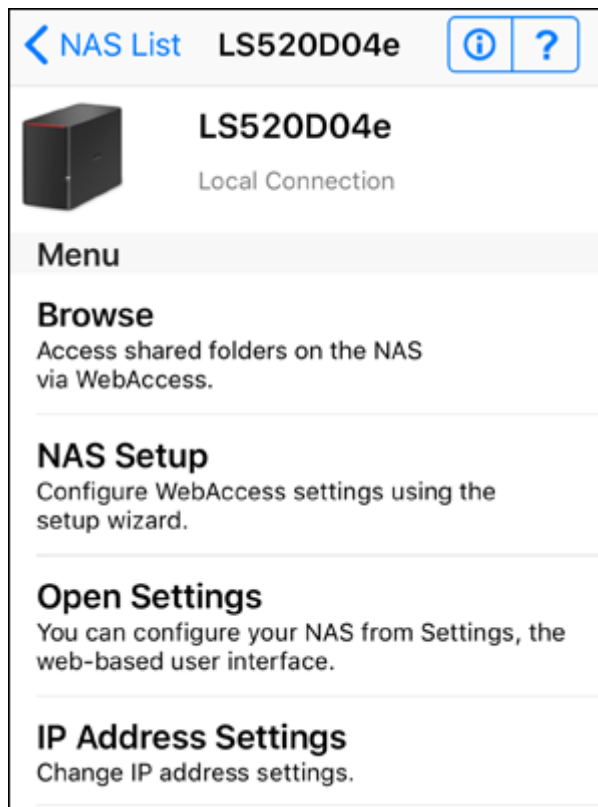 NAS List LS520D04e ?
LS520D04e
Local Connection
Menu
Browse
Access shared folders on the NAS
via WebAccess.
NAS Setup
Configure WebAccess settings using the
setup wizard.
Open Settings
You can configure your NAS from Settings, the
web-based user interface.
IP Address Settings
Change IP address settings.